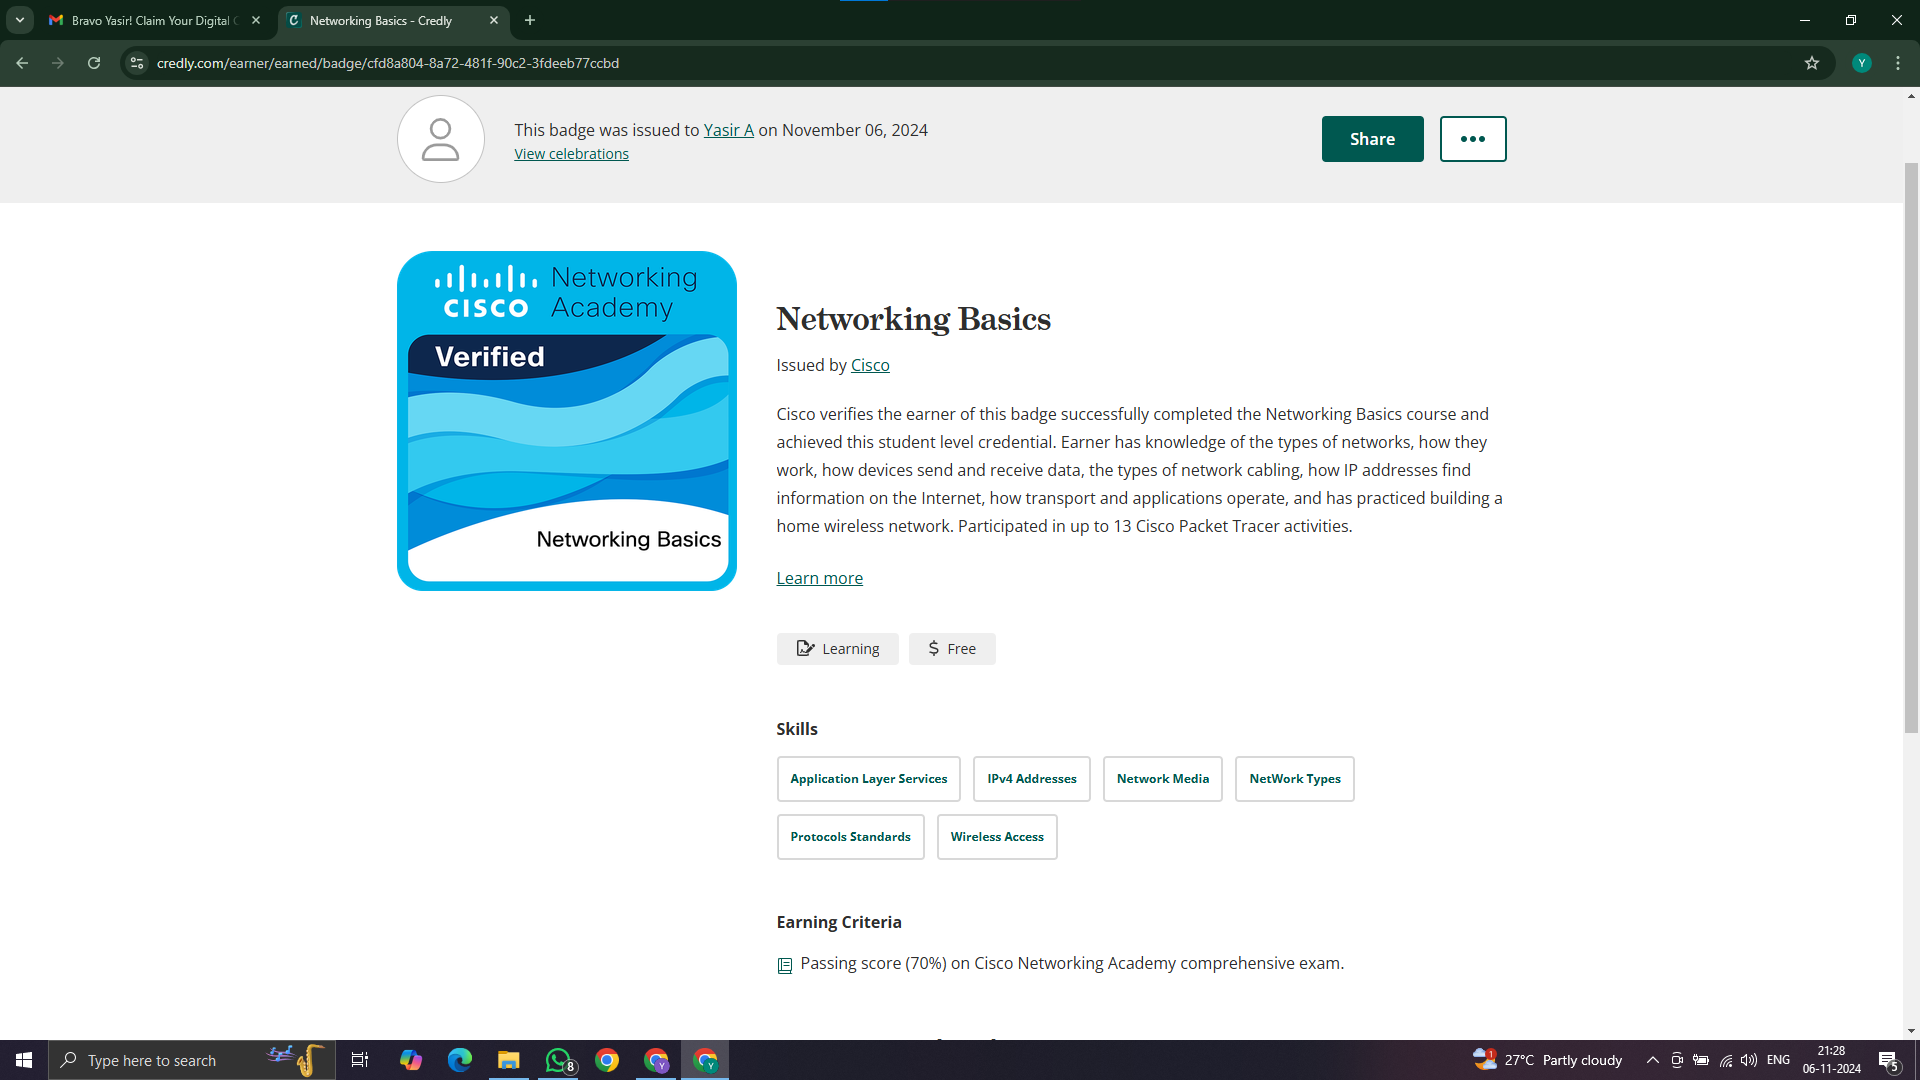 Bravo Yasir! Claim Your Digital
Networking Basics - Credly
credly.com/earner/earned/badge/cfd8a804-8a72-481f-90c2-3fdeeb77ccbd
Y
This badge was issued to Yasir A on November 06, 2024
View celebrations
Share
CISCO
Networking
Academy
Verified
Networking Basics
Networking Basics
Issued by Cisco
Cisco verifies the earner of this badge successfully completed the Networking Basics course and
achieved this student level credential. Earner has knowledge of the types of networks, how they
work, how devices send and receive data, the types of network cabling, how IP addresses find
information on the Internet, how transport and applications operate, and has practiced building a
home wireless network. Participated in up to 13 Cisco Packet Tracer activities.
Learn more
Learning
$ Free
Skills
Application Layer Services
IPv4 Addresses
Network Media
NetWork Types
Protocols Standards
Wireless Access
Earning Criteria
Passing score (70%) on Cisco Networking Academy comprehensive exam.
Type here to search
8
Y
Y
1
27°C Partly cloudy
ENG
21:28
06-11-2024
5